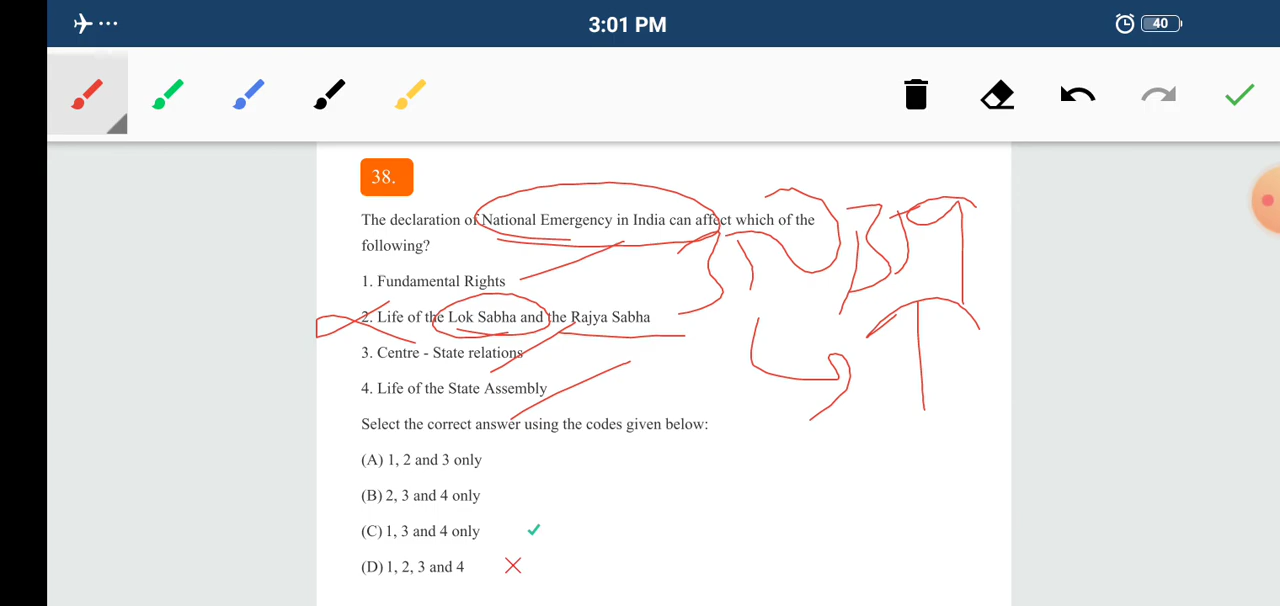 3:01 PM
40
38.
The declaration of National Emergency in India can affect which of the
following?
1. Fundamental Rights
2. Life of the Lok Sabha and the Rajya Sabha
3. Centre - State relations
4. Life of the State Assembly
Select the correct answer using the codes given below:
(A) 1, 2 and 3 only
(B) 2, 3 and 4 only
(C) 1, 3 and 4 only
(D) 1, 2, 3 and 4